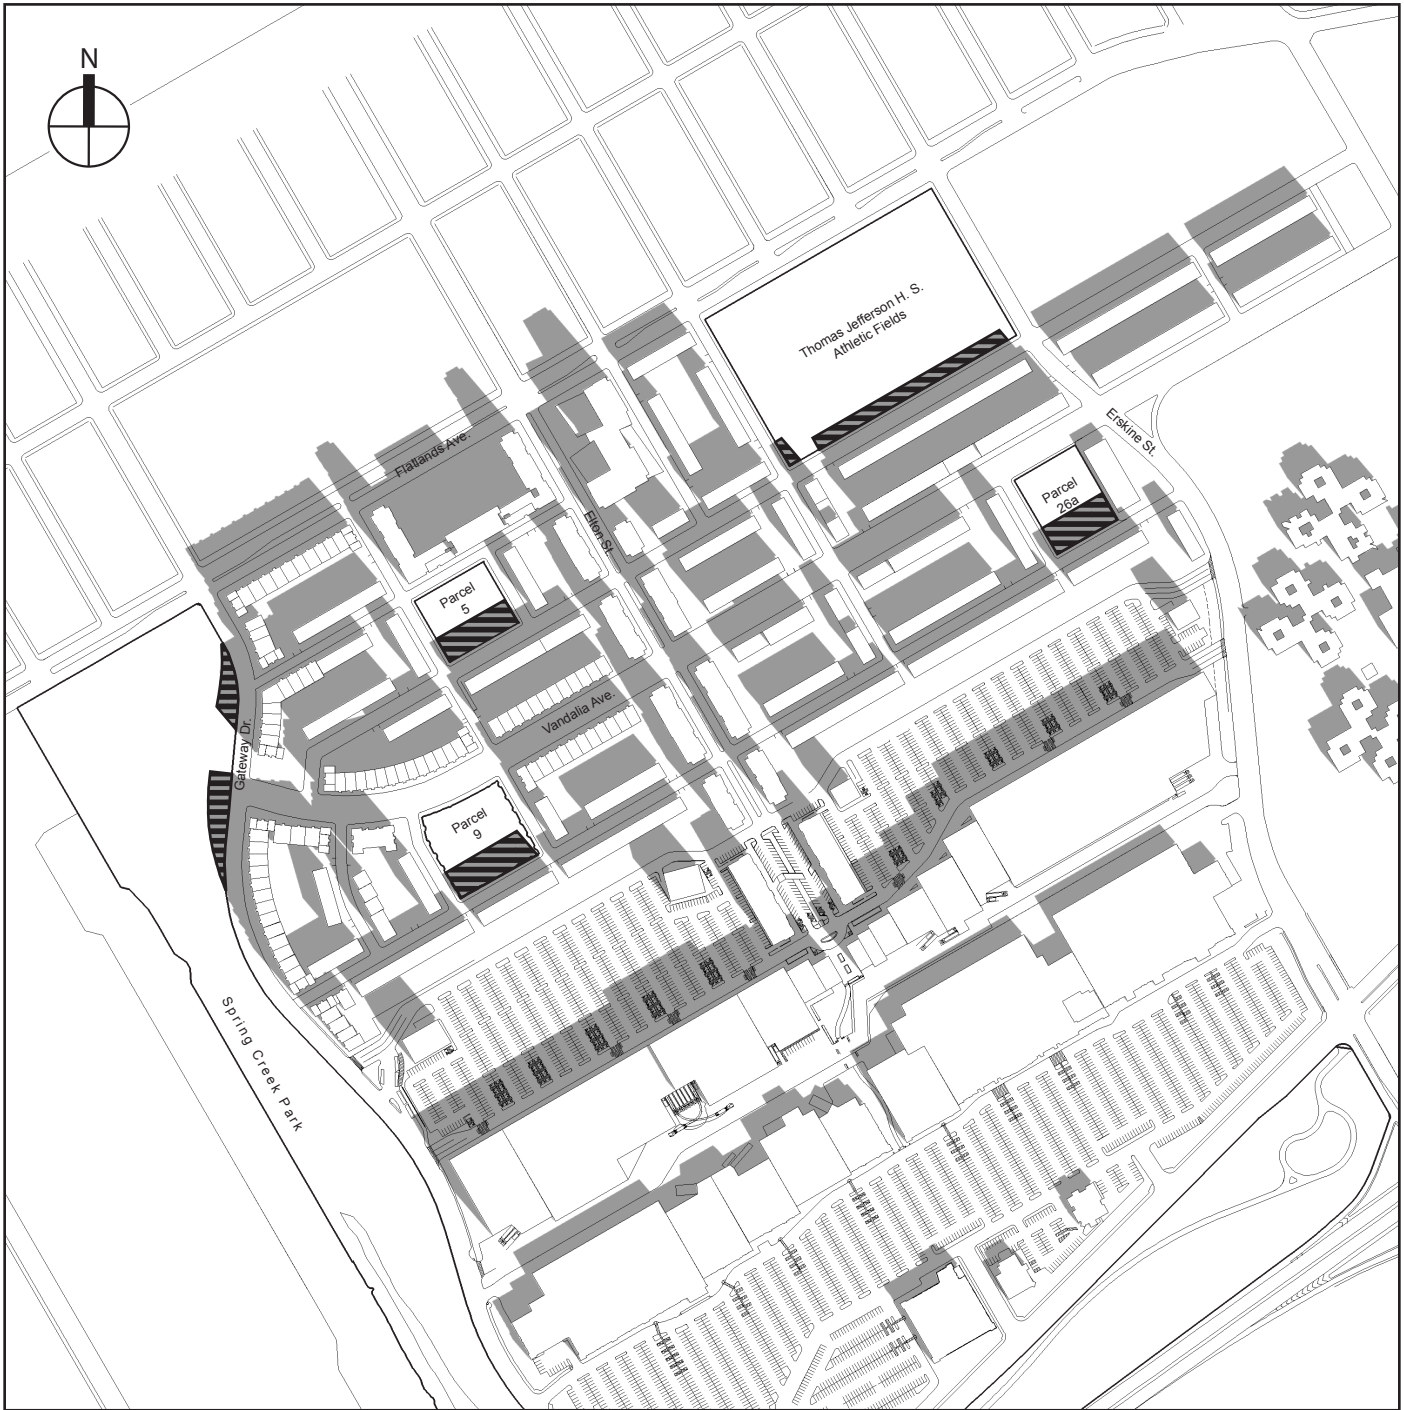 N
Thomas Jefferson H. S.
Athletic Fields
Flatlands Ave.
Erskine St.
Parcel
26a
Elton St.
Parcel
5
Vandalia Ave.
Gateway Dr.
Parcel
9
Spring Creek Park